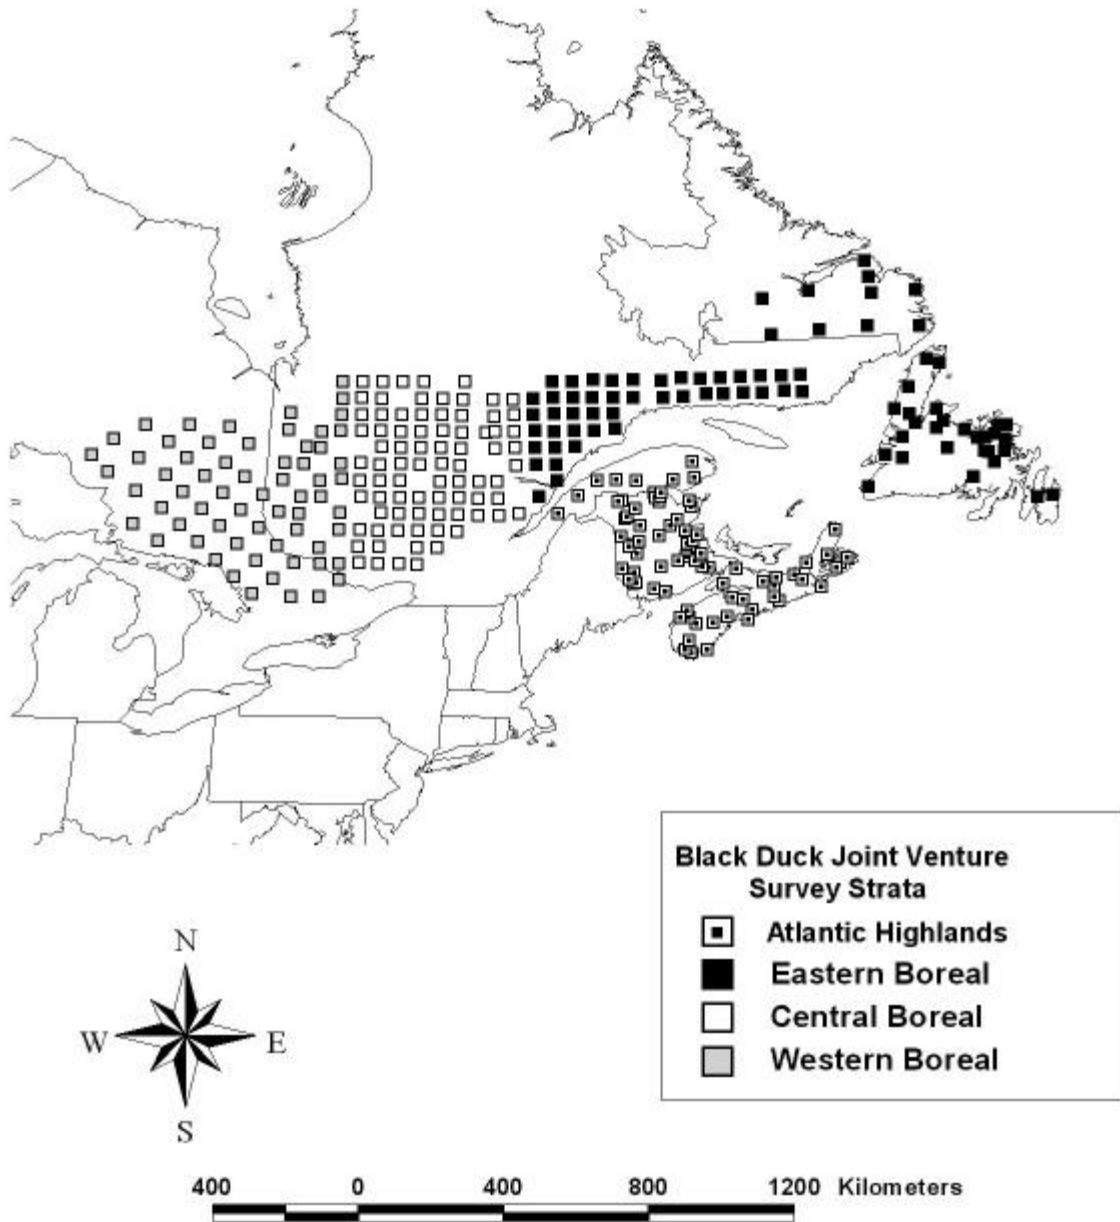 Black Duck Joint Venture
Survey Strata
Atlantic Highlands
Eastern Boreal
Central Boreal
Western Boreal
N
W E
S
400 0 400 800 1200 Kilometers